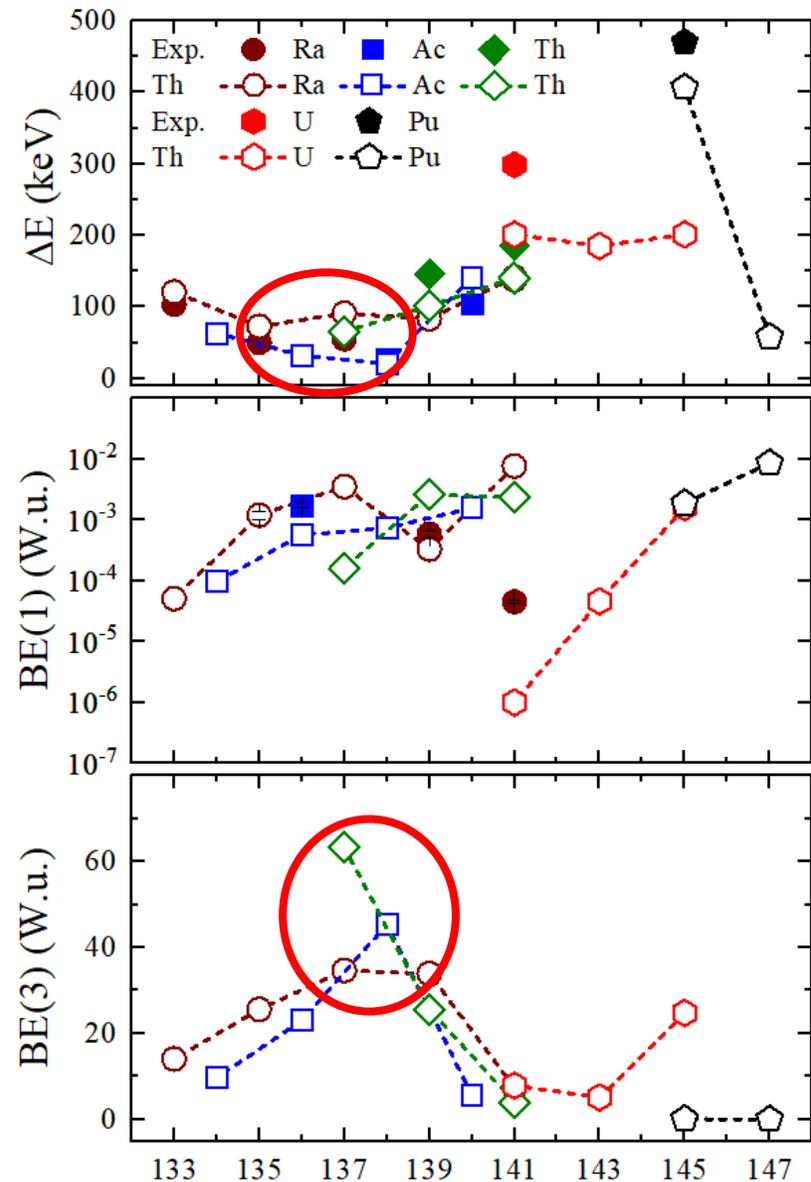 500
Exp. Ra Ac Th
Th Ra Ac Th
400
Exp. U Pu
300
Th U Pu
200
100
0
ΔE (keV)
10⁻²
10⁻³
10⁻⁴
10⁻⁵
10⁻⁶
10⁻⁷
BE(1) (W.u.)
60
40
20
0
BE(3) (W.u.)
133 135 137 139 141 143 145 147